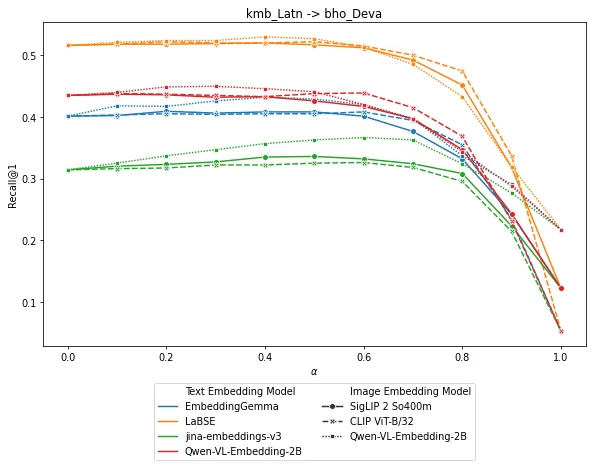 kmb_Latn -> bho_Deva
Recall@1
0.5
0.4
0.3
0.2
0.1
0.0 0.2 0.4 0.6 0.8 1.0
α
Text Embedding Model Image Embedding Model
EmbeddingGemma SigLIP 2 So400m
LaBSE CLIP ViT-B/32
jina-embeddings-v3 Qwen-VL-Embedding-2B
Qwen-VL-Embedding-2B